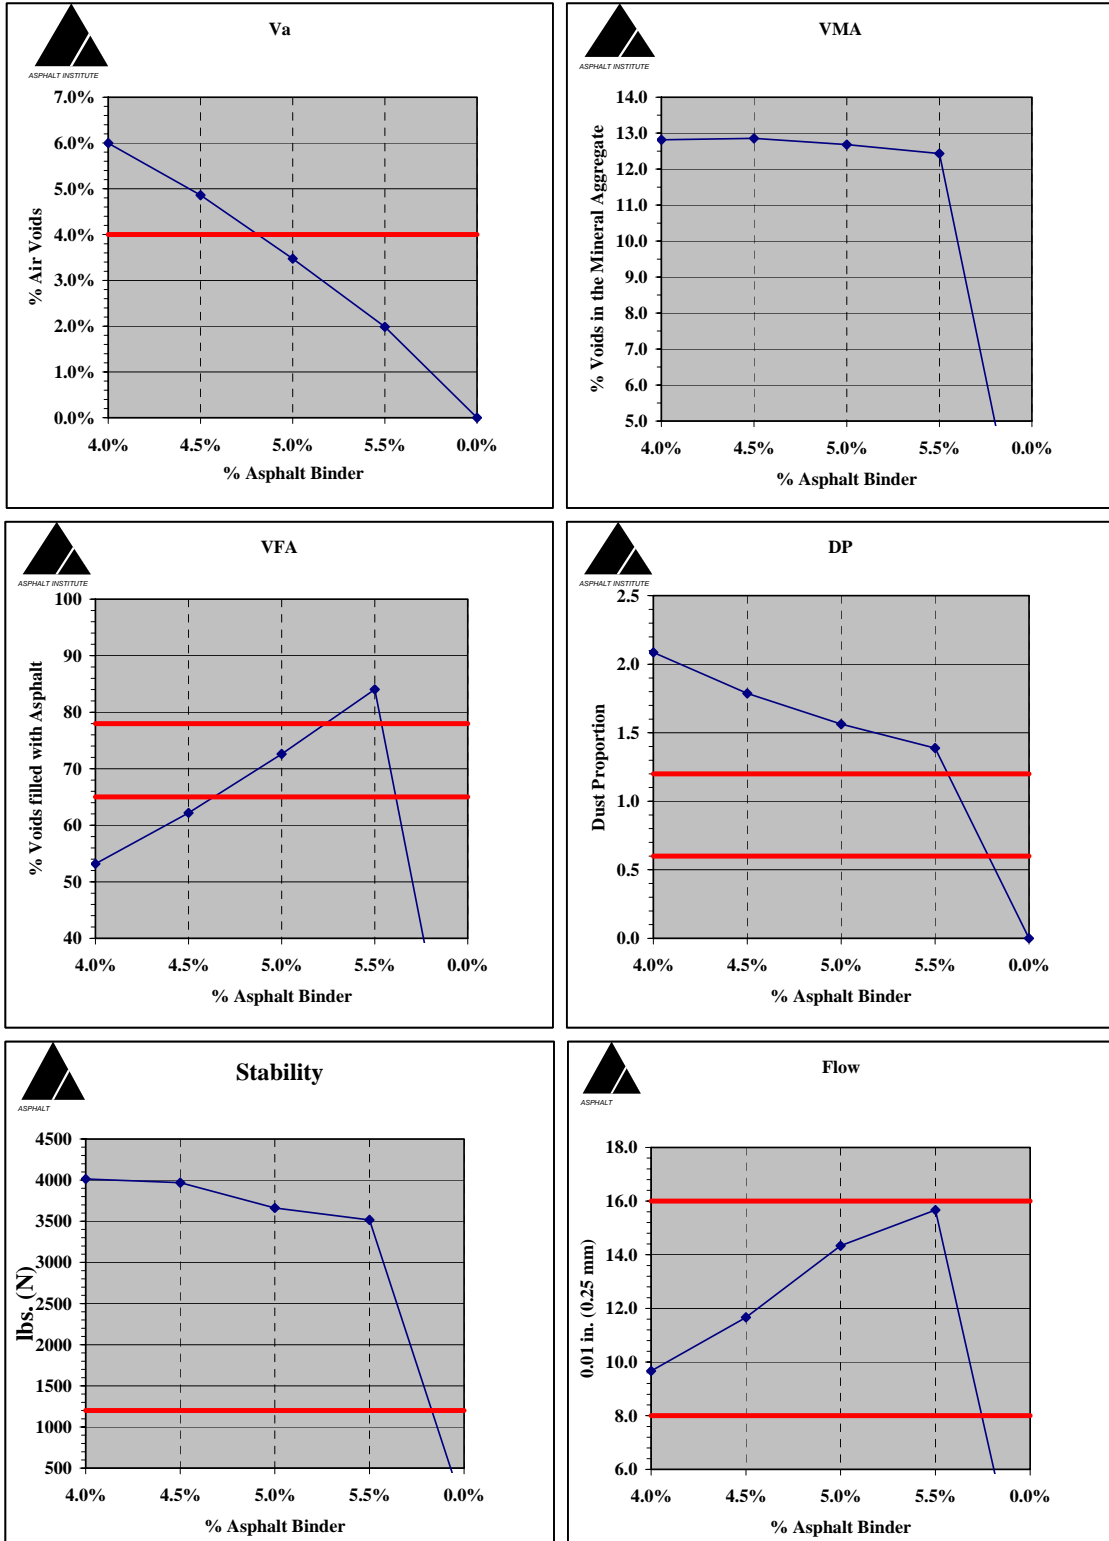 Va
ASPHALT INSTITUTE
% Air Voids
7.0%
6.0%
5.0%
4.0%
3.0%
2.0%
1.0%
0.0%
4.0% 4.5% 5.0% 5.5% 0.0%
% Asphalt Binder
VMA
ASPHALT INSTITUTE
% Voids in the Mineral Aggregate
14.0
13.0
12.0
11.0
10.0
9.0
8.0
7.0
6.0
5.0
4.0% 4.5% 5.0% 5.5% 0.0%
% Asphalt Binder
VFA
ASPHALT INSTITUTE
% Voids filled with Asphalt
100
90
80
70
60
50
40
4.0% 4.5% 5.0% 5.5% 0.0%
% Asphalt Binder
DP
ASPHALT INSTITUTE
Dust Proportion
2.5
2.0
1.5
1.0
0.5
0.0
4.0% 4.5% 5.0% 5.5% 0.0%
% Asphalt Binder
Stability
ASPHALT
lbs. (N)
4500
4000
3500
3000
2500
2000
1500
1000
500
4.0% 4.5% 5.0% 5.5% 0.0%
% Asphalt Binder
Flow
ASPHALT
0.01 in. (0.25 mm)
18.0
16.0
14.0
12.0
10.0
8.0
6.0
4.0% 4.5% 5.0% 5.5% 0.0%
% Asphalt Binder